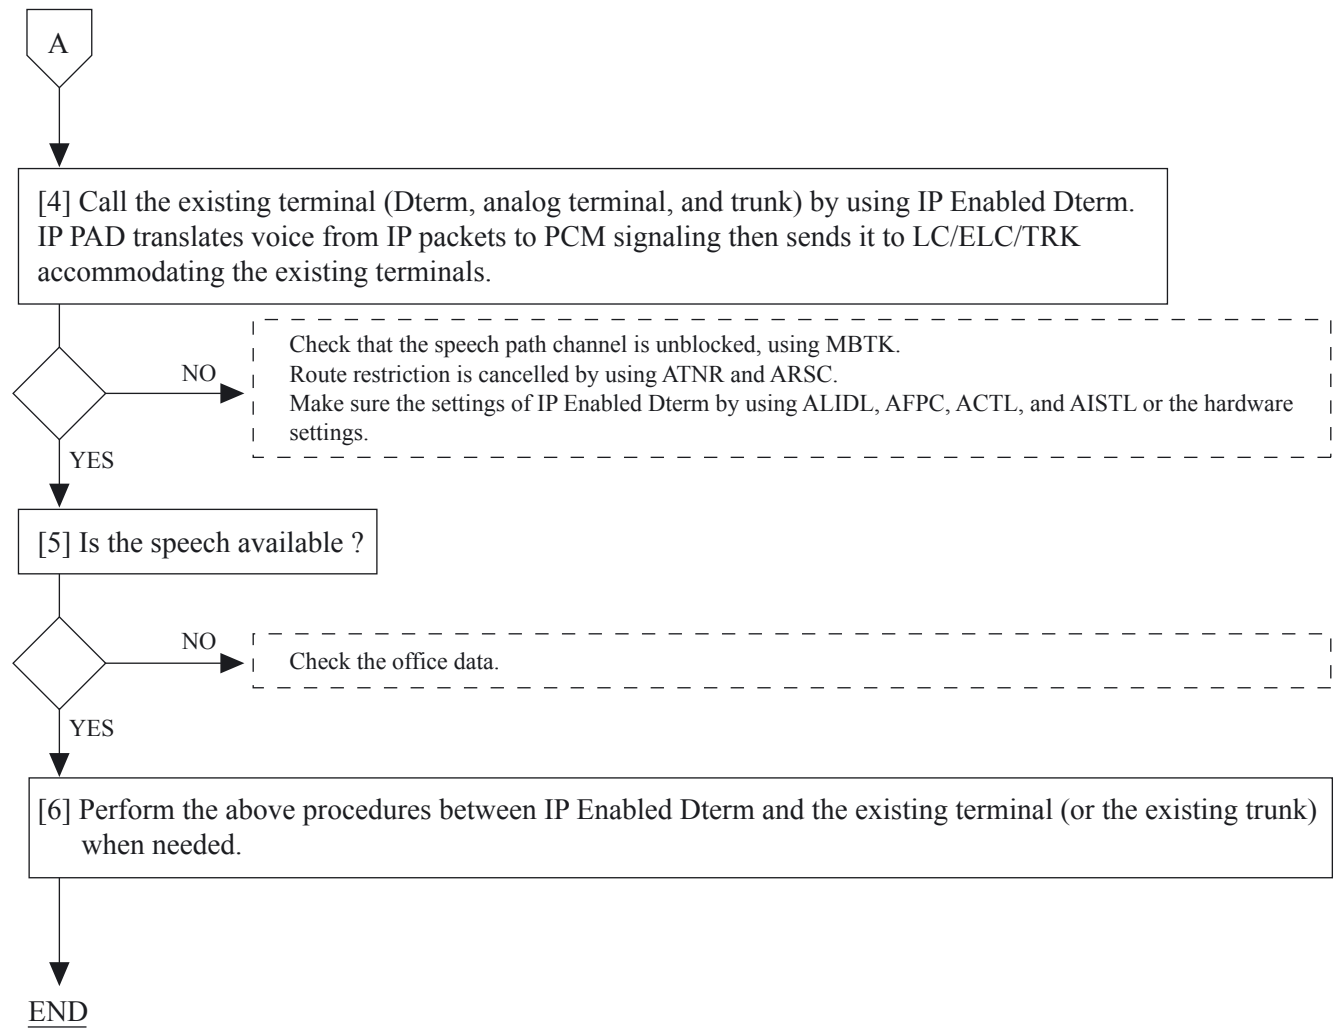 A
[4] Call the existing terminal (Dterm, analog terminal, and trunk) by using IP Enabled Dterm.
IP PAD translates voice from IP packets to PCM signaling then sends it to LC/ELC/TRK
accommodating the existing terminals.
NO
Check that the speech path channel is unblocked, using MBTK.
Route restriction is cancelled by using ATNR and ARSC.
Make sure the settings of IP Enabled Dterm by using ALIDL, AFPC, ACTL, and AISTL or the hardware
settings.
YES
[5] Is the speech available ?
NO
Check the office data.
YES
[6] Perform the above procedures between IP Enabled Dterm and the existing terminal (or the existing trunk)
when needed.
END